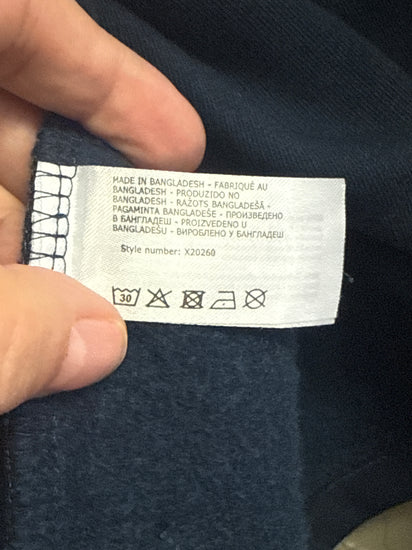 MADE IN BANGLADESH - FABRIQUÉ AU
BANGLADESH - PRODUZIDO NO
BANGLADESH - RAŽOTS BANGLADEŠĀ -
PAGAMINTA BANGLADEŠE - ПРОИЗВЕДЕНО
В БАНГЛАДЕШ - PROIZVEDENO U
BANGLADEŠU - ВИРОБЛЕНО У БАНГЛАДЕШ
Style number: X20260
30